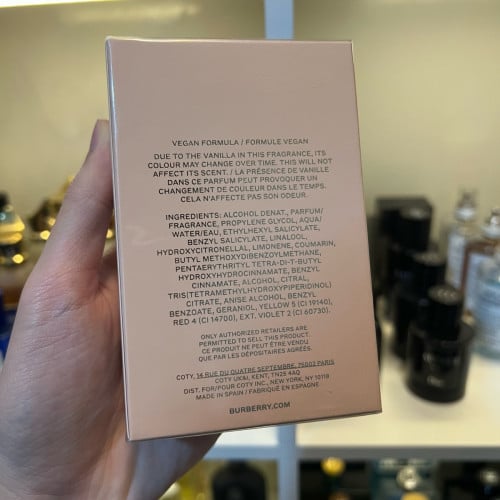 VEGAN FORMULA / FORMULE VEGAN
DUE TO THE VANILLA IN THIS FRAGRANCE, ITS
COLOUR MAY CHANGE OVER TIME. THIS WILL NOT
AFFECT ITS SCENT. / LA PRÉSENCE DE VANILLE
DANS CE PARFUM PEUT PROVOQUER UN
CHANGEMENT DE COULEUR DANS LE TEMPS.
CELA N'AFFECTE PAS SON ODEUR.
INGREDIENTS: ALCOHOL DENAT., PARFUM/
FRAGRANCE, PROPYLENE GLYCOL, AQUA/
WATER/EAU, ETHYLHEXYL SALICYLATE,
BENZYL SALICYLATE, LINALOOL,
HYDROXYCITRONELLAL, LIMONENE, COUMARIN,
BUTYL METHOXYDIBENZOYLMETHANE,
PENTAERYTHRITYL TETRA-DI-T-BUTYL
HYDROXYHYDROCINNAMATE, BENZYL
CINNAMATE, ALCOHOL, CITRAL,
TRIS(TETRAMETHYLHYDROXYPIPERIDINOL)
CITRATE, ANISE ALCOHOL, BENZYL
BENZOATE, GERANIOL, YELLOW 5 (CI 19140),
RED 4 (CI 14700), EXT. VIOLET 2 (CI 60730).
ONLY AUTHORIZED RETAILERS ARE
PERMITTED TO SELL THIS PRODUCT.
CE PRODUIT NE PEUT ÊTRE VENDU
QUE PAR LES DÉPOSITAIRES AGRÉÉS.
COTY, 14 RUE DU QUATRE SEPTEMBRE, 75002 PARIS
COTY UK&I, KENT, TN25 4AQ
DIST. FOR/POUR COTY INC., NEW YORK, NY 10118
MADE IN SPAIN / FABRIQUÉ EN ESPAGNE
BURBERRY.COM